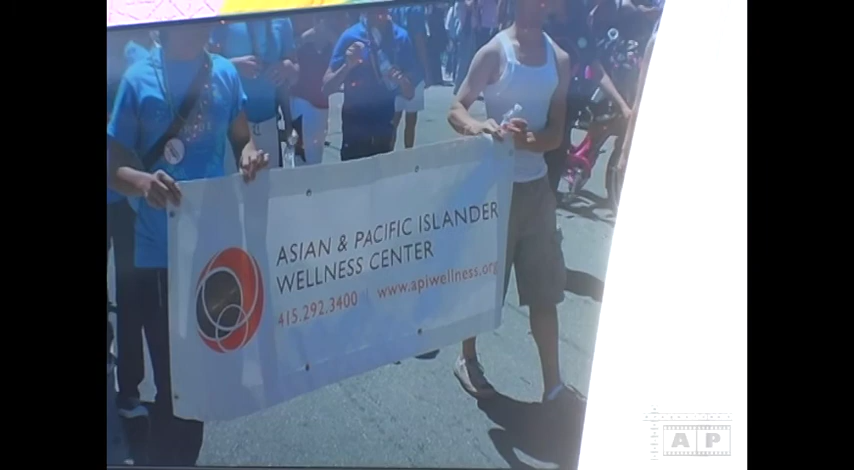 ASIAN & PACIFIC ISLANDER
WELLNESS CENTER
415.292.3400 | www.apiwellness.org
AP